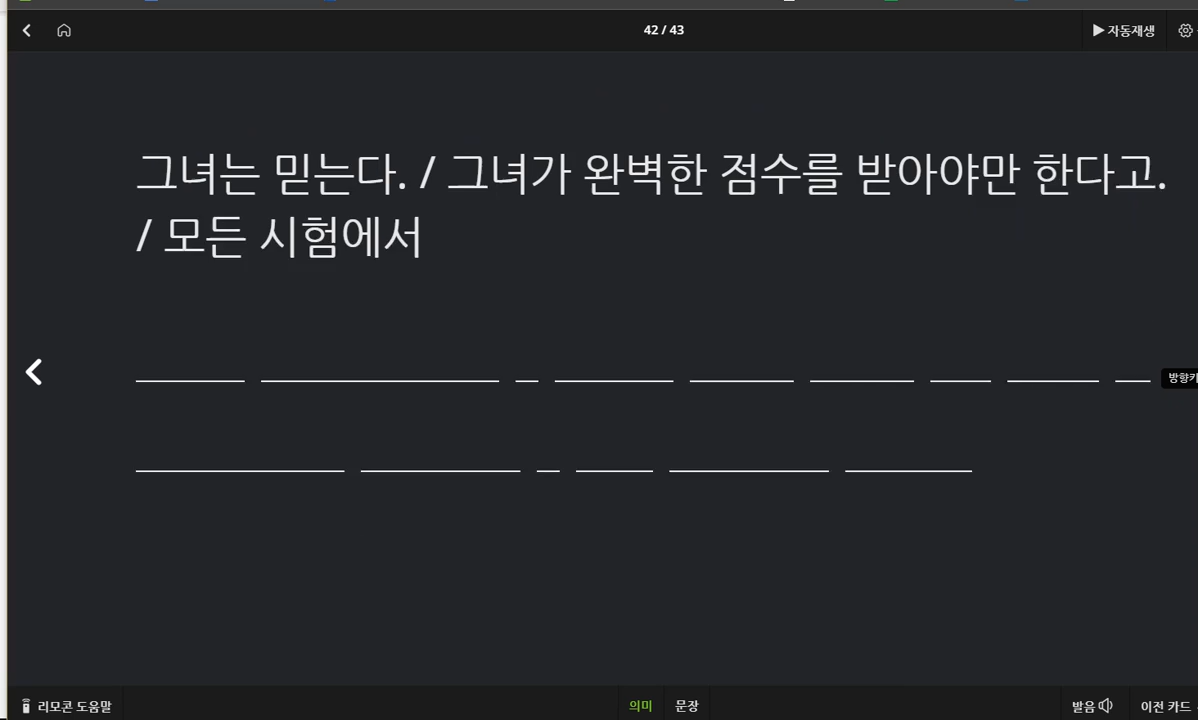 42 / 43
▶ 자동재생
그녀는 믿는다. / 그녀가 완벽한 점수를 받아야만 한다고.
/ 모든 시험에서
방향키
리모콘 도움말
의미
문장
발음
이전 카드